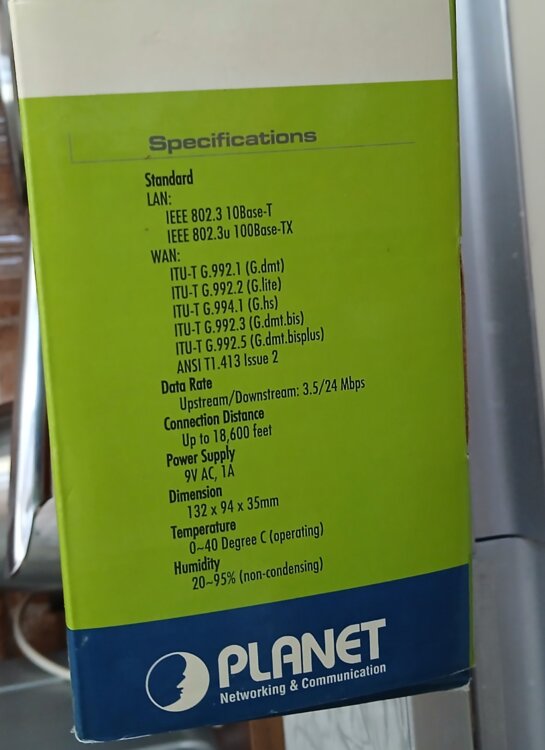 Specifications
Standard
LAN:
IEEE 802.3 10Base-T
IEEE 802.3u 100Base-TX
WAN:
ITU-T G.992.1 (G.dmt)
ITU-T G.992.2 (G.lite)
ITU-T G.994.1 (G.hs)
ITU-T G.992.3 (G.dmt.bis)
ITU-T G.992.5 (G.dmt.bisplus)
ANSI T1.413 Issue 2
Data Rate
Upstream/Downstream: 3.5/24 Mbps
Connection Distance
Up to 18,600 feet
Power Supply
9V AC, 1A
Dimension
132 x 94 x 35mm
Temperature
0~40 Degree C (operating)
Humidity
20~95% (non-condensing)
PLANET
Networking & Communication